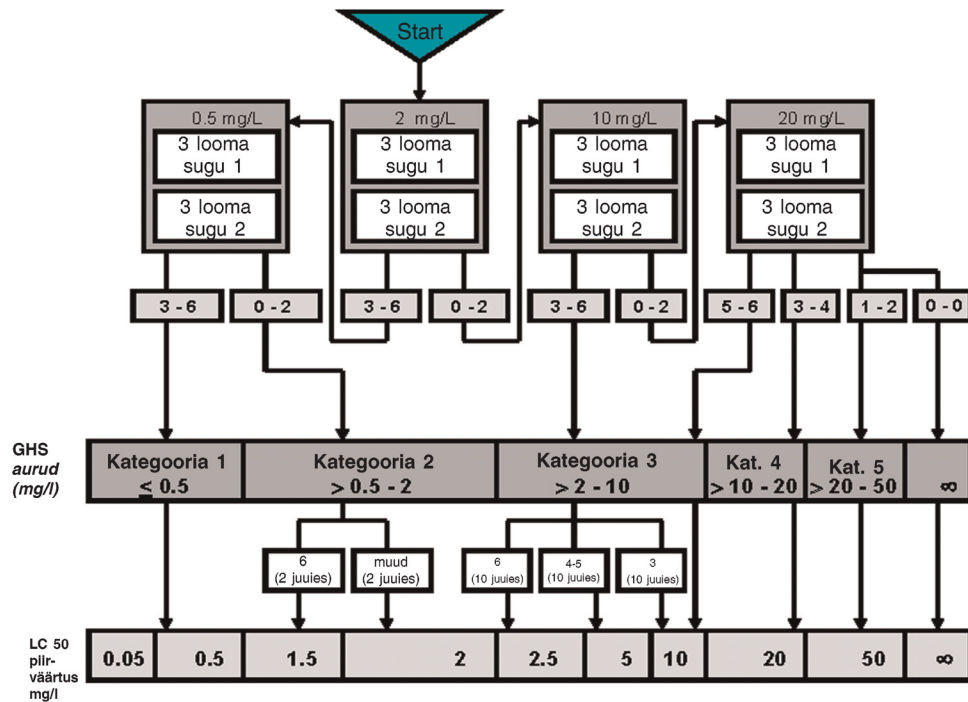 Start
0.5 mg/L
2 mg/L
10 mg/L
20 mg/L
3 looma
sugu 1
3 looma
sugu 1
3 looma
sugu 1
3 looma
sugu 1
3 looma
sugu 2
3 looma
sugu 2
3 looma
sugu 2
3 looma
sugu 2
3 - 6
0 - 2
3 - 6
0 - 2
3 - 6
0 - 2
5 - 6
3 - 4
1 - 2
0 - 0
GHS
aurud
(mg/l)
Kategooria 1
≤ 0.5
Kategooria 2
> 0.5 - 2
Kategooria 3
> 2 - 10
Kat. 4
> 10 - 20
Kat. 5
> 20 - 50
∞
6
(2 juuies)
muud
(2 juuies)
6
(10 juuies)
4-5
(10 juuies)
3
(10 juuies)
LC 50
piir-
väärtus
mg/l
0.05
0.5
1.5
2
2.5
5
10
20
50
∞